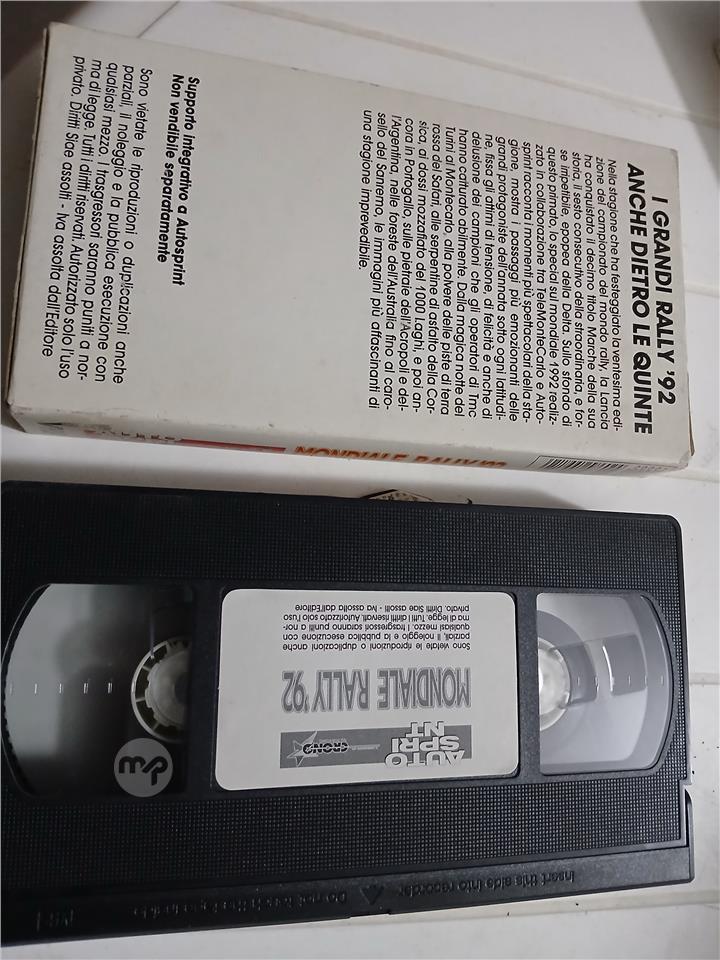 I GRANDI RALLY '92
ANCHE DIETRO LE QUINTE
Nella stagione che ha festeggiato la ventesima edi-
zione del campionato del mondo rally, la Lancia
ha conquistato il decimo titolo Marche della sua
storia, il sesto consecutivo della straordinaria, e for-
se irripetibile, epopea della Delta. Sullo sfondo di
questo primato, lo special sul mondiale 1992 realiz-
zato in collaborazione tra TeleMonteCarlo e Auto-
sprint racconta i momenti più spettacolari della sta-
gione, mostra i passaggi più emozionanti delle
grandi protagoniste dell'annata sotto ogni latitudi-
ne, fissa gli attimi di tensione, di felicità e anche di
delusione dei campioni che gli operatori di Tmc
hanno catturato abilmente. Dalla magica notte del
Turini al Montecarlo, alla polvere delle piste di terra
rossa del Safari, alle serpentine di asfalto della Cor-
sica, ai dossi mozzafiato del 1000 Laghi, e poi an-
cora in Portogallo, sulle pietraie dell'Acropoli e del-
l'Argentina, nelle foreste dell'Australia fino al caro-
sello del Sanremo, le immagini più affascinanti di
una stagione imprevedibile.
Supporto integrativo a Autosprint
Non vendibile separatamente
Sono vietate le riproduzioni o duplicazioni anche
parziali, il noleggio e la pubblica esecuzione con
qualsiasi mezzo. I trasgressori saranno puniti a nor-
ma di legge. Tutti i diritti riservati. Autorizzato solo l'uso
privato. Diritti Siae assolti - Iva assolta dall'Editore
MONDIALE RALLY '92
AUTO
SPRI
NT
CRONO
MONDIALE RALLY '92
Sono vietate le riproduzioni o duplicazioni anche
parziali, il noleggio e la pubblica esecuzione con
qualsiasi mezzo. I trasgressori saranno puniti a nor-
ma di legge. Tutti i diritti riservati. Autorizzato solo l'uso
privato. Diritti Siae assolti - Iva assolta dall'Editore
Insert this side into recorder